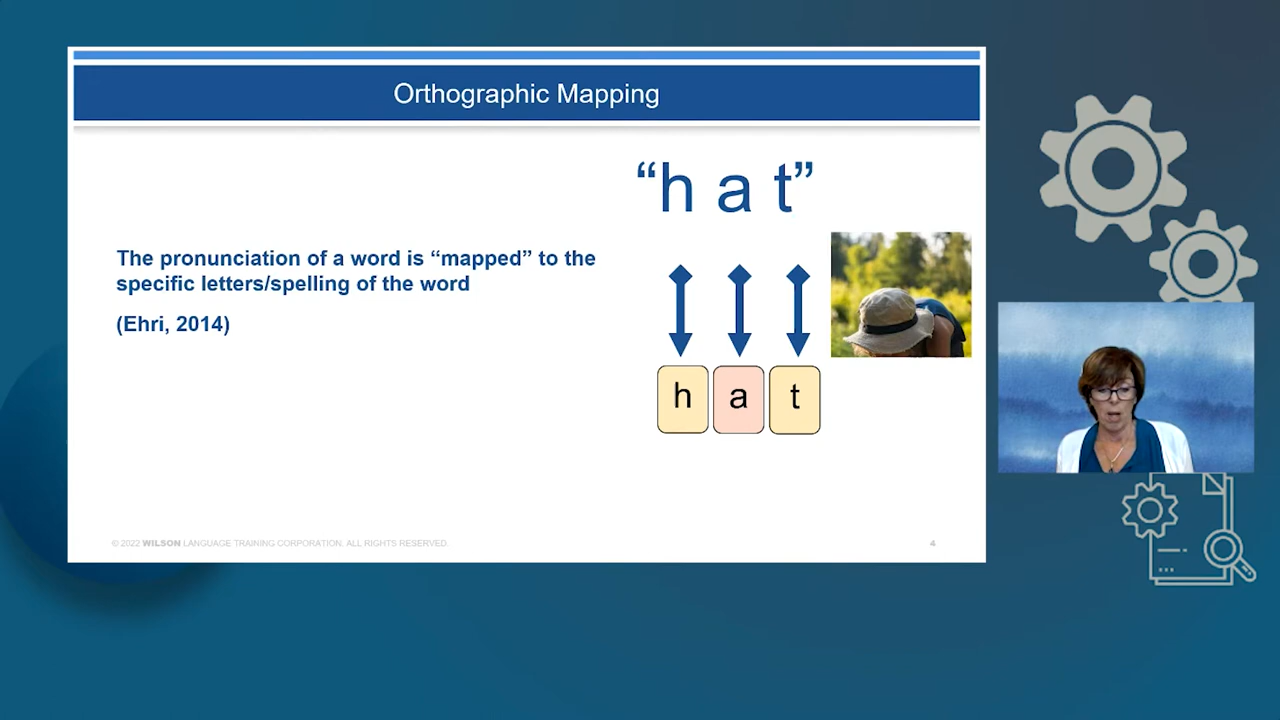 Orthographic Mapping
“h a t”
The pronunciation of a word is “mapped” to the
specific letters/spelling of the word
(Ehri, 2014)
h a t
© 2022 WILSON LANGUAGE TRAINING CORPORATION. ALL RIGHTS RESERVED.
4